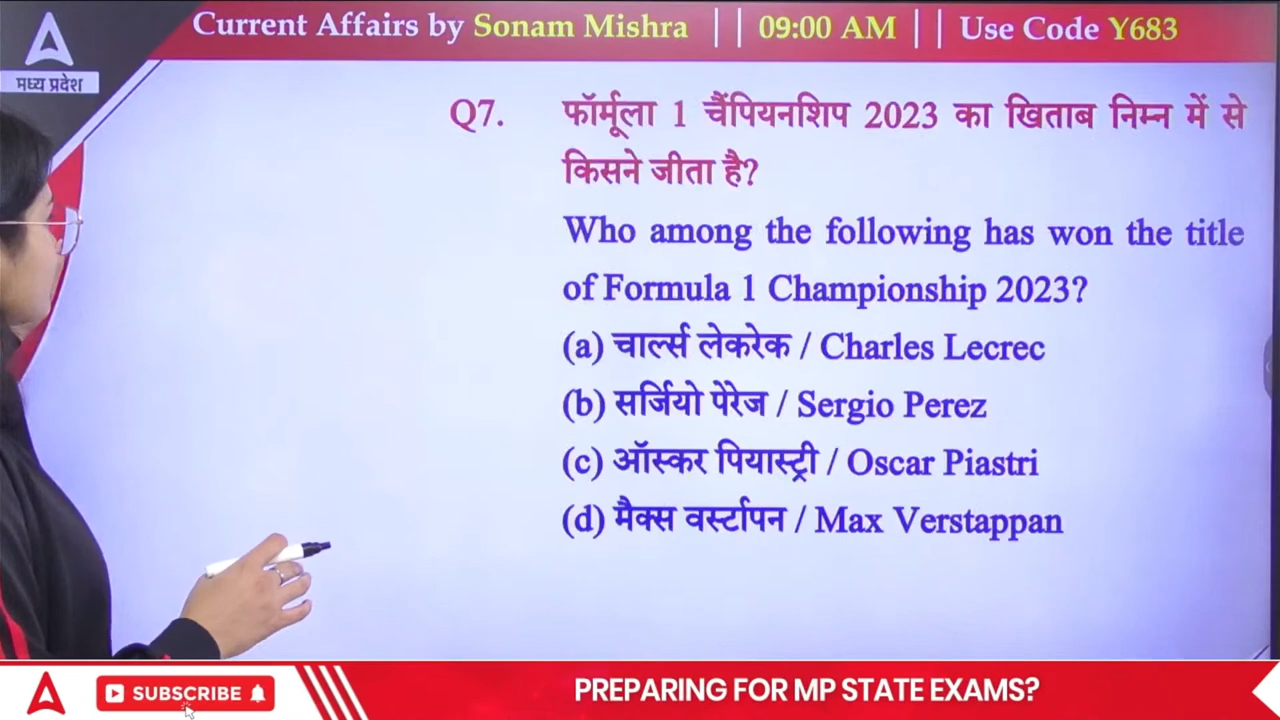 Current Affairs by Sonam Mishra || 09:00 AM || Use Code Y683
मध्य प्रदेश
Q7. फॉर्मूला 1 चैंपियनशिप 2023 का खिताब निम्न में से
किसने जीता है?
Who among the following has won the title
of Formula 1 Championship 2023?
(a) चार्ल्स लेकरेक / Charles Lecrec
(b) सर्जियो पेरेज / Sergio Perez
(c) ऑस्कर पियास्ट्री / Oscar Piastri
(d) मैक्स वर्स्टापन / Max Verstappan
SUBSCRIBE
PREPARING FOR MP STATE EXAMS?